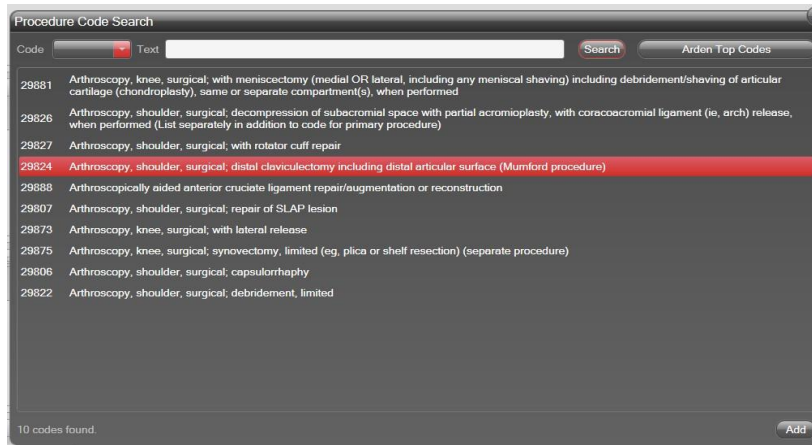 Procedure Code Search
Code Text Search Arden Top Codes
29881 Arthroscopy, knee, surgical; with meniscectomy (medial OR lateral, including any meniscal shaving) including debridement/shaving of articular
cartilage (chondroplasty), same or separate compartment(s), when performed
29826 Arthroscopy, shoulder, surgical; decompression of subacromial space with partial acromioplasty, with coracoacromial ligament (ie, arch) release,
when performed (List separately in addition to code for primary procedure)
29827 Arthroscopy, shoulder, surgical; with rotator cuff repair
29824 Arthroscopy, shoulder, surgical; distal claviculectomy including distal articular surface (Mumford procedure)
29888 Arthroscopically aided anterior cruciate ligament repair/augmentation or reconstruction
29807 Arthroscopy, shoulder, surgical; repair of SLAP lesion
29873 Arthroscopy, knee, surgical; with lateral release
29875 Arthroscopy, knee, surgical; synovectomy, limited (eg, plica or shelf resection) (separate procedure)
29806 Arthroscopy, shoulder, surgical; capsulorrhaphy
29822 Arthroscopy, shoulder, surgical; debridement, limited
10 codes found. Add